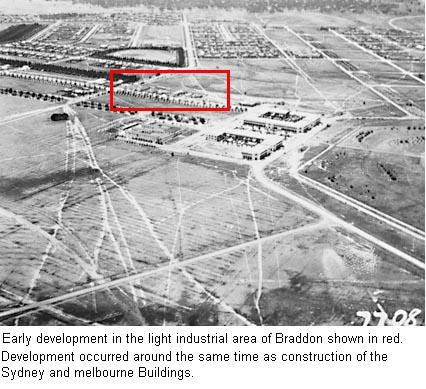 7708
Early development in the light industrial area of Braddon shown in red.
Development occurred around the same time as construction of the
Sydney and melbourne Buildings.